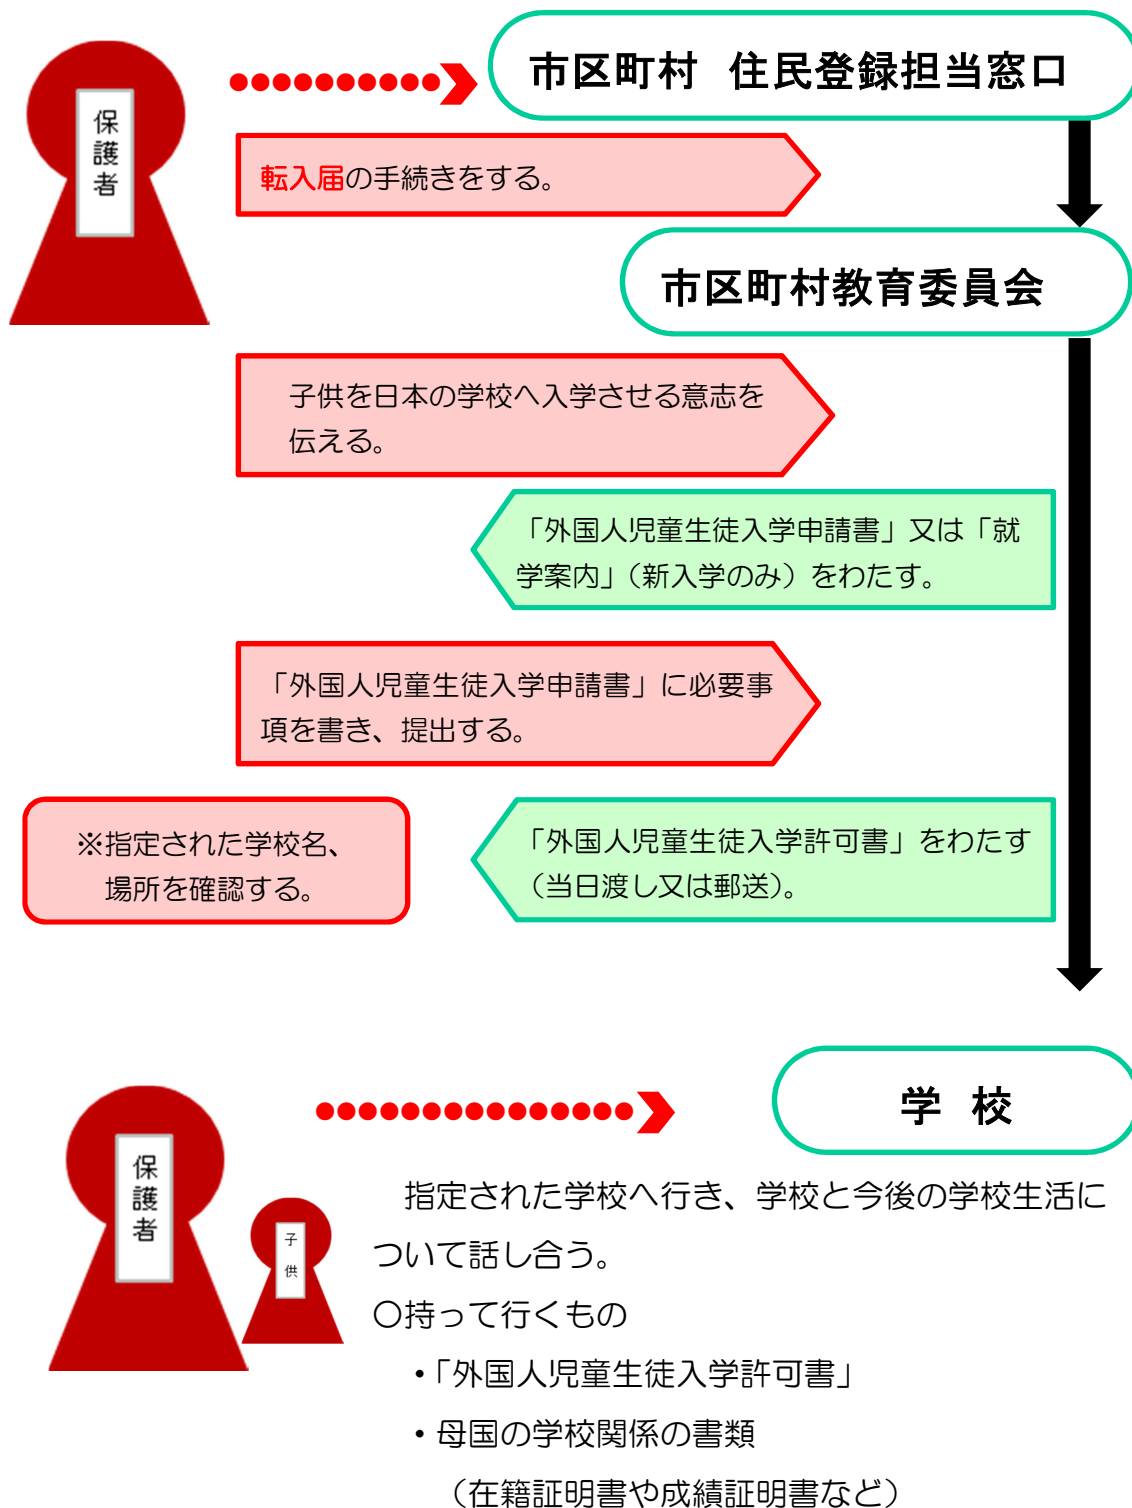 市区町村 住民登録担当窓口
保護者
転入届の手続きをする。
市区町村教育委員会
子供を日本の学校へ入学させる意志を
伝える。
「外国人児童生徒入学申請書」又は「就
学案内」（新入学のみ）をわたす。
「外国人児童生徒入学申請書」に必要事
項を書き、提出する。
※指定された学校名、
場所を確認する。
「外国人児童生徒入学許可書」をわたす
（当日渡し又は郵送）。
学 校
保護者
子供
指定された学校へ行き、学校と今後の学校生活に
ついて話し合う。
〇持って行くもの
・「外国人児童生徒入学許可書」
・母国の学校関係の書類
（在籍証明書や成績証明書など）